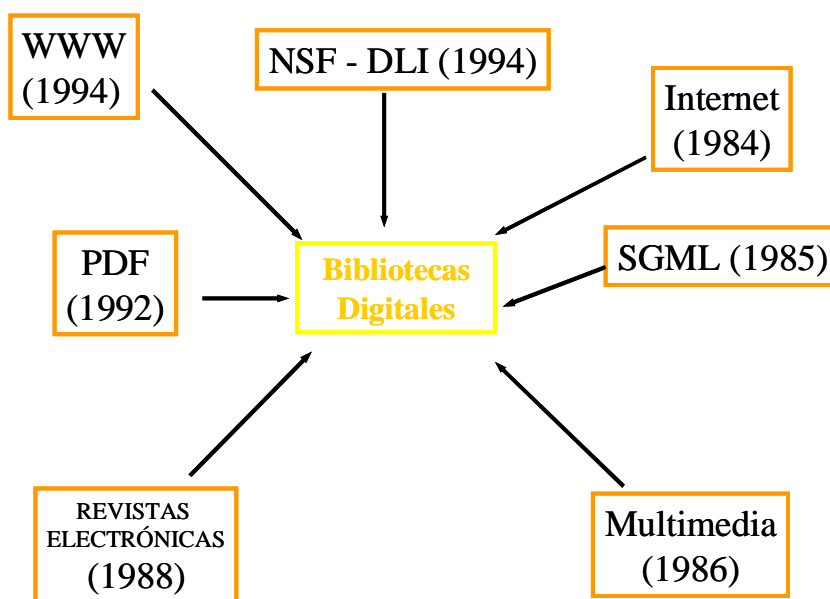 WWW
(1994)
NSF - DLI (1994)
Internet
(1984)
PDF
(1992)
Bibliotecas
Digitales
SGML (1985)
REVISTAS
ELECTRÓNICAS
(1988)
Multimedia
(1986)